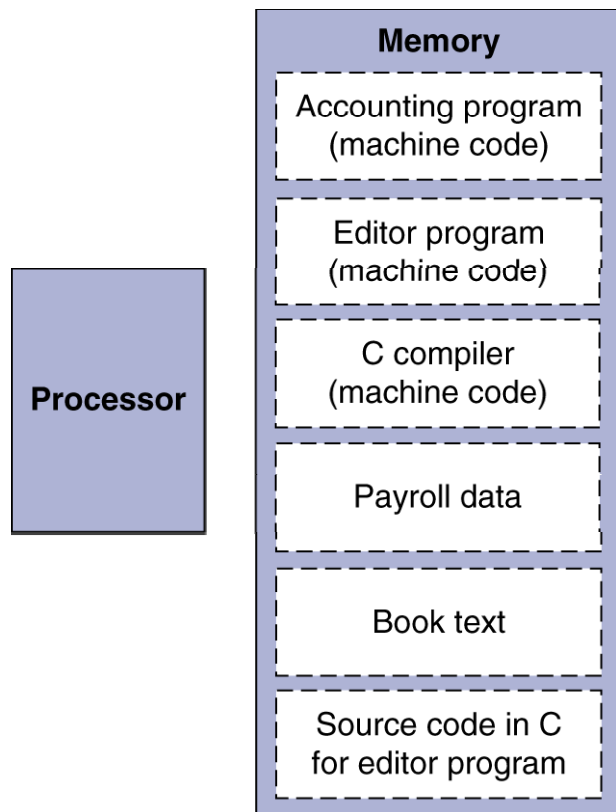 Memory
Accounting program
(machine code)
Editor program
(machine code)
C compiler
(machine code)
Processor
Payroll data
Book text
Source code in C
for editor program